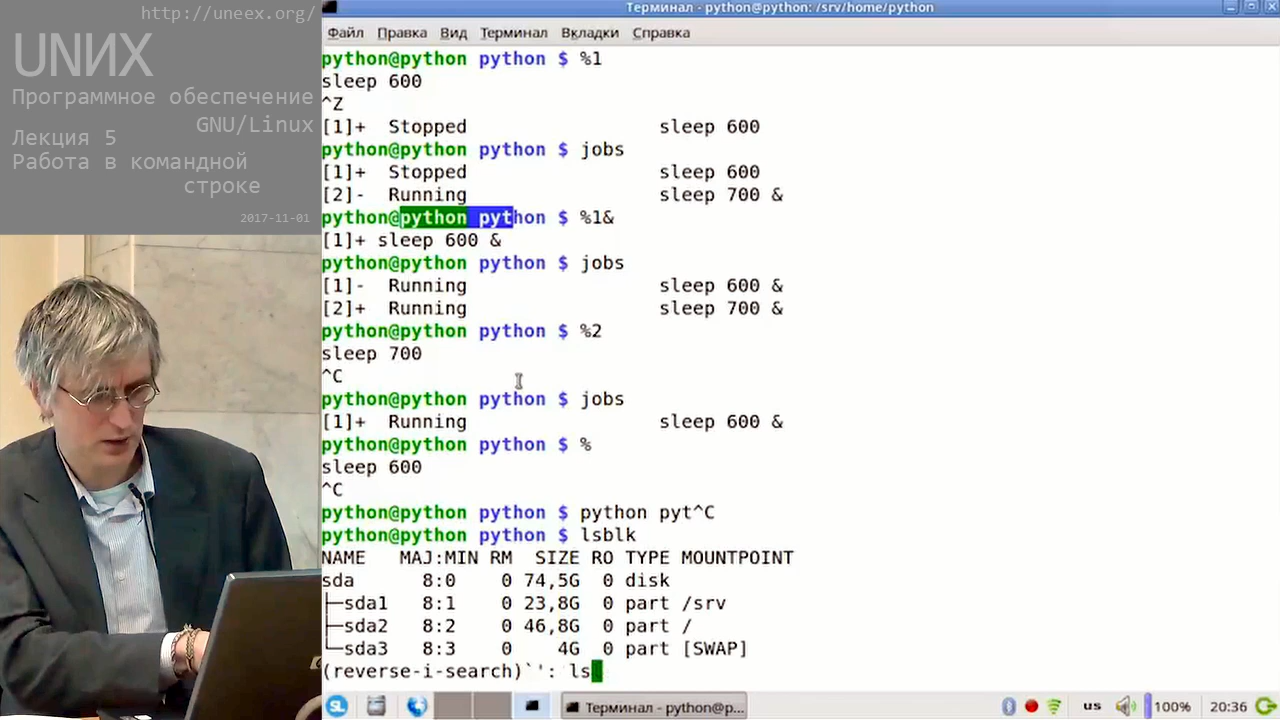 http://uneex.org/
UNИX
Программное обеспечение
GNU/Linux
Лекция 5
Работа в командной
строке
2017-11-01
Терминал - python@python: /srv/home/python
Файл Правка Вид Терминал Вкладки Справка
python@python python $ %1
sleep 600
^Z
[1]+  Stopped                 sleep 600
python@python python $ jobs
[1]+  Stopped                 sleep 600
[2]-  Running                 sleep 700 &
python@python python $ %1&
[1]+ sleep 600 &
python@python python $ jobs
[1]-  Running                 sleep 600 &
[2]+  Running                 sleep 700 &
python@python python $ %2
sleep 700
^C
python@python python $ jobs
[1]+  Running                 sleep 600 &
python@python python $ %
sleep 600
^C
python@python python $ python pyt^C
python@python python $ lsblk
NAME   MAJ:MIN RM  SIZE RO TYPE MOUNTPOINT
sda      8:0    0 74,5G  0 disk
├─sda1   8:1    0 23,8G  0 part /srv
├─sda2   8:2    0 46,8G  0 part /
└─sda3   8:3    0    4G  0 part [SWAP]
(reverse-i-search)`': ls
SL
Терминал - python@p...
us
100%
20:36